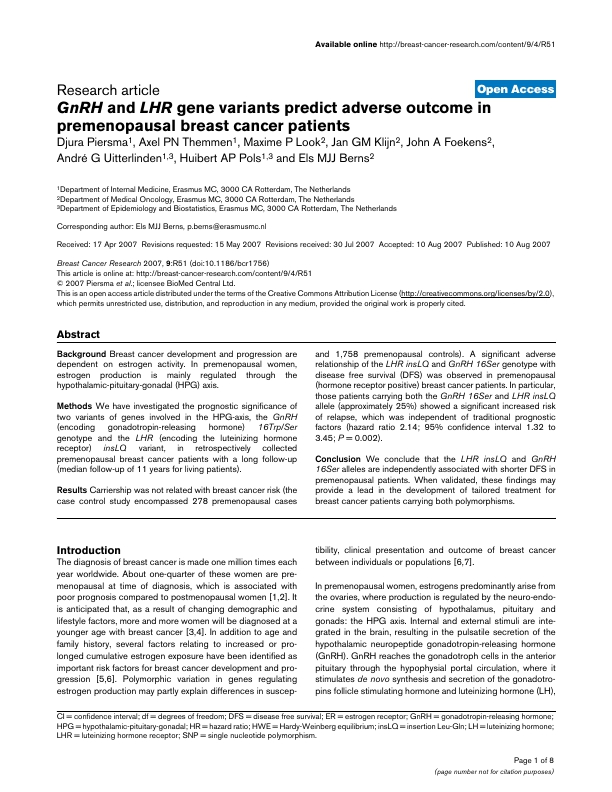 Available online http://breast-cancer-research.com/content/9/4/R51
Research article
Open Access
GnRH and LHR gene variants predict adverse outcome in
premenopausal breast cancer patients
Djura Piersma1, Axel PN Themmen1, Maxime P Look2, Jan GM Klijn2, John A Foekens2,
André G Uitterlinden1,3, Huibert AP Pols1,3 and Els MJJ Berns2
1Department of Internal Medicine, Erasmus MC, 3000 CA Rotterdam, The Netherlands
2Department of Medical Oncology, Erasmus MC, 3000 CA Rotterdam, The Netherlands
3Department of Epidemiology and Biostatistics, Erasmus MC, 3000 CA Rotterdam, The Netherlands
Corresponding author: Els MJJ Berns, p.berns@erasmusmc.nl
Received: 17 Apr 2007 Revisions requested: 15 May 2007 Revisions received: 30 Jul 2007 Accepted: 10 Aug 2007 Published: 10 Aug 2007
Breast Cancer Research 2007, 9:R51 (doi:10.1186/bcr1756)
This article is online at: http://breast-cancer-research.com/content/9/4/R51
© 2007 Piersma et al.; licensee BioMed Central Ltd.
This is an open access article distributed under the terms of the Creative Commons Attribution License (http://creativecommons.org/licenses/by/2.0),
which permits unrestricted use, distribution, and reproduction in any medium, provided the original work is properly cited.
Abstract
Background Breast cancer development and progression are
dependent on estrogen activity. In premenopausal women,
estrogen production is mainly regulated through the
hypothalamic-pituitary-gonadal (HPG) axis.
Methods We have investigated the prognostic significance of
two variants of genes involved in the HPG-axis, the GnRH
(encoding gonadotropin-releasing hormone) 16Trp/Ser
genotype and the LHR (encoding the luteinizing hormone
receptor) insLQ variant, in retrospectively collected
premenopausal breast cancer patients with a long follow-up
(median follow-up of 11 years for living patients).
Results Carriership was not related with breast cancer risk (the
case control study encompassed 278 premenopausal cases
and 1,758 premenopausal controls). A significant adverse
relationship of the LHR insLQ and GnRH 16Ser genotype with
disease free survival (DFS) was observed in premenopausal
(hormone receptor positive) breast cancer patients. In particular,
those patients carrying both the GnRH 16Ser and LHR insLQ
allele (approximately 25%) showed a significant increased risk
of relapse, which was independent of traditional prognostic
factors (hazard ratio 2.14; 95% confidence interval 1.32 to
3.45; P = 0.002).
Conclusion We conclude that the LHR insLQ and GnRH
16Ser alleles are independently associated with shorter DFS in
premenopausal patients. When validated, these findings may
provide a lead in the development of tailored treatment for
breast cancer patients carrying both polymorphisms.
Introduction
The diagnosis of breast cancer is made one million times each
year worldwide. About one-quarter of these women are pre-
menopausal at time of diagnosis, which is associated with
poor prognosis compared to postmenopausal women [1,2]. It
is anticipated that, as a result of changing demographic and
lifestyle factors, more and more women will be diagnosed at a
younger age with breast cancer [3,4]. In addition to age and
family history, several factors relating to increased or pro-
longed cumulative estrogen exposure have been identified as
important risk factors for breast cancer development and pro-
gression [5,6]. Polymorphic variation in genes regulating
estrogen production may partly explain differences in suscep-
tibility, clinical presentation and outcome of breast cancer
between individuals or populations [6,7].
In premenopausal women, estrogens predominantly arise from
the ovaries, where production is regulated by the neuro-endo-
crine system consisting of hypothalamus, pituitary and
gonads: the HPG axis. Internal and external stimuli are inte-
grated in the brain, resulting in the pulsatile secretion of the
hypothalamic neuropeptide gonadotropin-releasing hormone
(GnRH). GnRH reaches the gonadotroph cells in the anterior
pituitary through the hypophysial portal circulation, where it
stimulates de novo synthesis and secretion of the gonadotro-
pins follicle stimulating hormone and luteinizing hormone (LH),
CI = confidence interval; df = degrees of freedom; DFS = disease free survival; ER = estrogen receptor; GnRH = gonadotropin-releasing hormone;
HPG = hypothalamic-pituitary-gonadal; HR = hazard ratio; HWE = Hardy-Weinberg equilibrium; insLQ = insertion Leu-Gln; LH = luteinizing hormone;
LHR = luteinizing hormone receptor; SNP = single nucleotide polymorphism.
Page 1 of 8
(page number not for citation purposes)